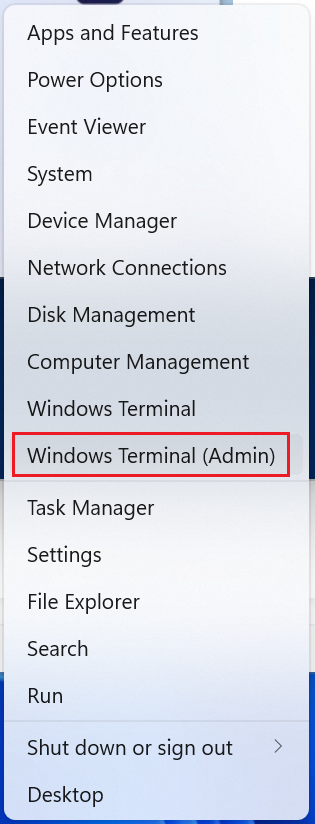 Apps and Features
Power Options
Event Viewer
System
Device Manager
Network Connections
Disk Management
Computer Management
Windows Terminal
Windows Terminal (Admin)
Task Manager
Settings
File Explorer
Search
Run
Shut down or sign out
Desktop